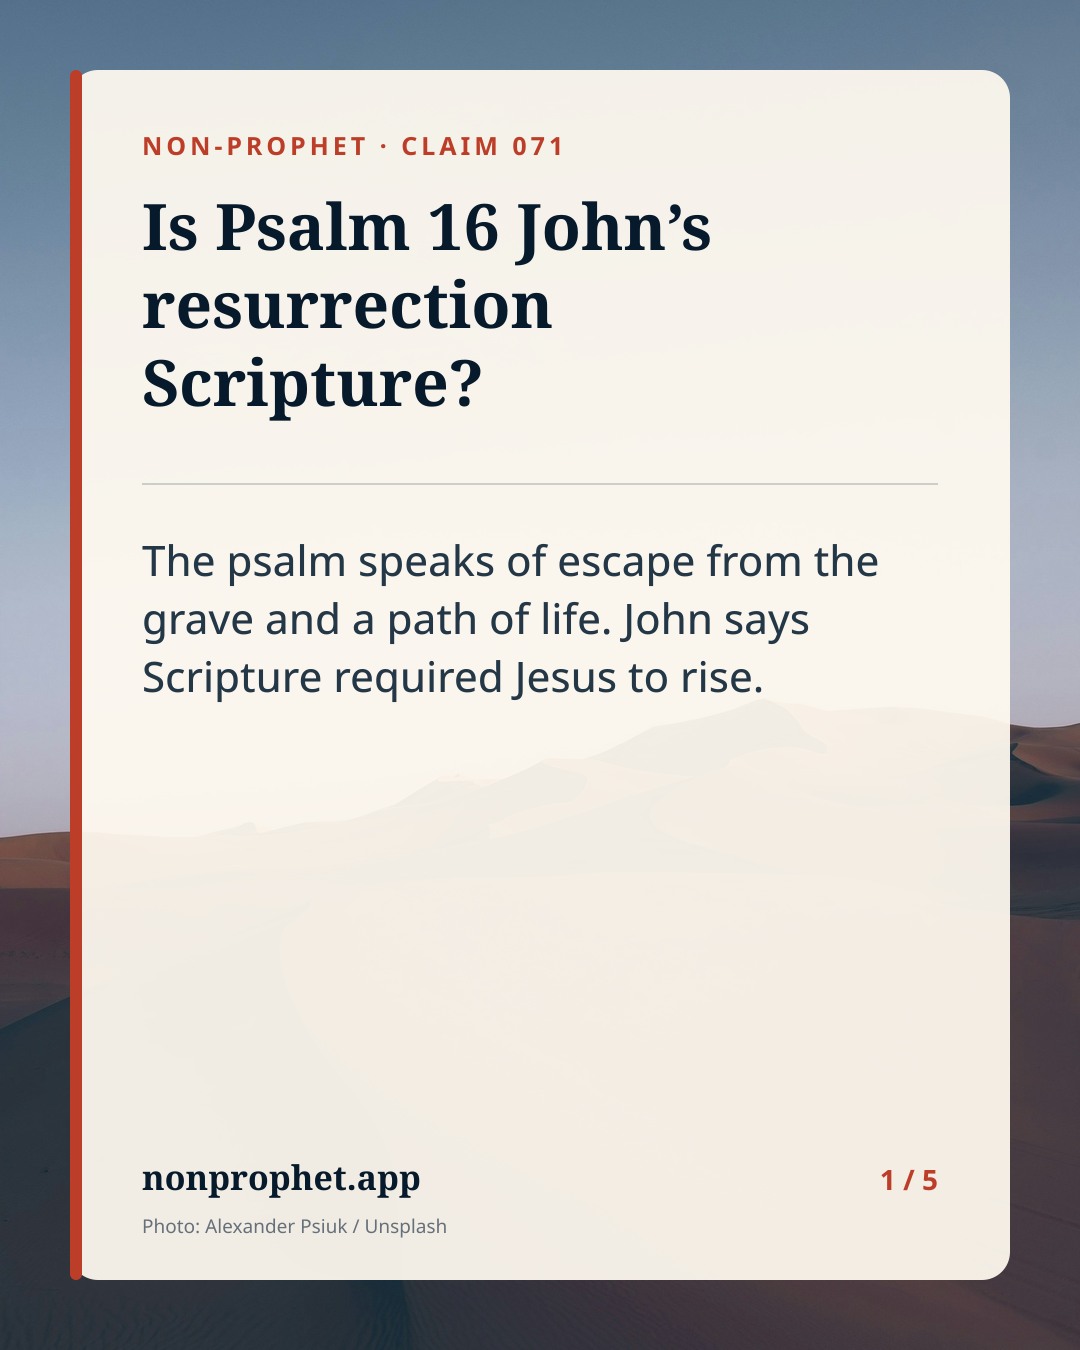 NON-PROPHET · CLAIM 071
Is Psalm 16 John’s
resurrection
Scripture?
The psalm speaks of escape from the
grave and a path of life. John says
Scripture required Jesus to rise.
nonprophet.app
1 / 5
Photo: Alexander Psiuk / Unsplash